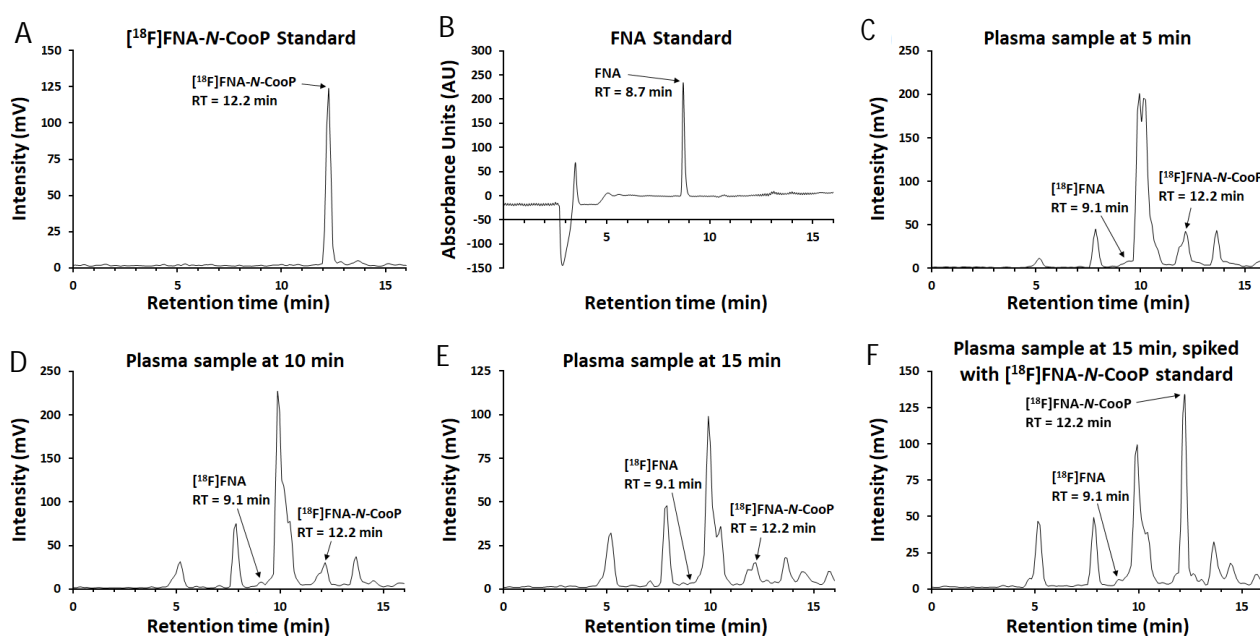 A
[¹⁸F]FNA-N-CooP Standard
150
125
100
75
50
25
0
Intensity (mV)
[¹⁸F]FNA-N-CooP
RT = 12.2 min
0 5 10 15
Retention time (min)
B
FNA Standard
300
250
200
150
100
50
0
-50
-100
-150
Absorbance Units (AU)
FNA
RT = 8.7 min
5 10 15
Retention time (min)
C
Plasma sample at 5 min
250
200
150
100
50
0
Intensity (mV)
[¹⁸F]FNA
RT = 9.1 min
[¹⁸F]FNA-N-CooP
RT = 12.2 min
0 5 10 15
Retention time (min)
D
Plasma sample at 10 min
250
200
150
100
50
0
Intensity (mV)
[¹⁸F]FNA
RT = 9.1 min
[¹⁸F]FNA-N-CooP
RT = 12.2 min
0 5 10 15
Retention time (min)
E
Plasma sample at 15 min
125
100
75
50
25
0
Intensity (mV)
[¹⁸F]FNA
RT = 9.1 min
[¹⁸F]FNA-N-CooP
RT = 12.2 min
0 5 10 15
Retention time (min)
F
Plasma sample at 15 min, spiked
with [¹⁸F]FNA-N-CooP standard
150
125
100
75
50
25
0
Intensity (mV)
[¹⁸F]FNA-N-CooP
RT = 12.2 min
[¹⁸F]FNA
RT = 9.1 min
0 5 10 15
Retention time (min)